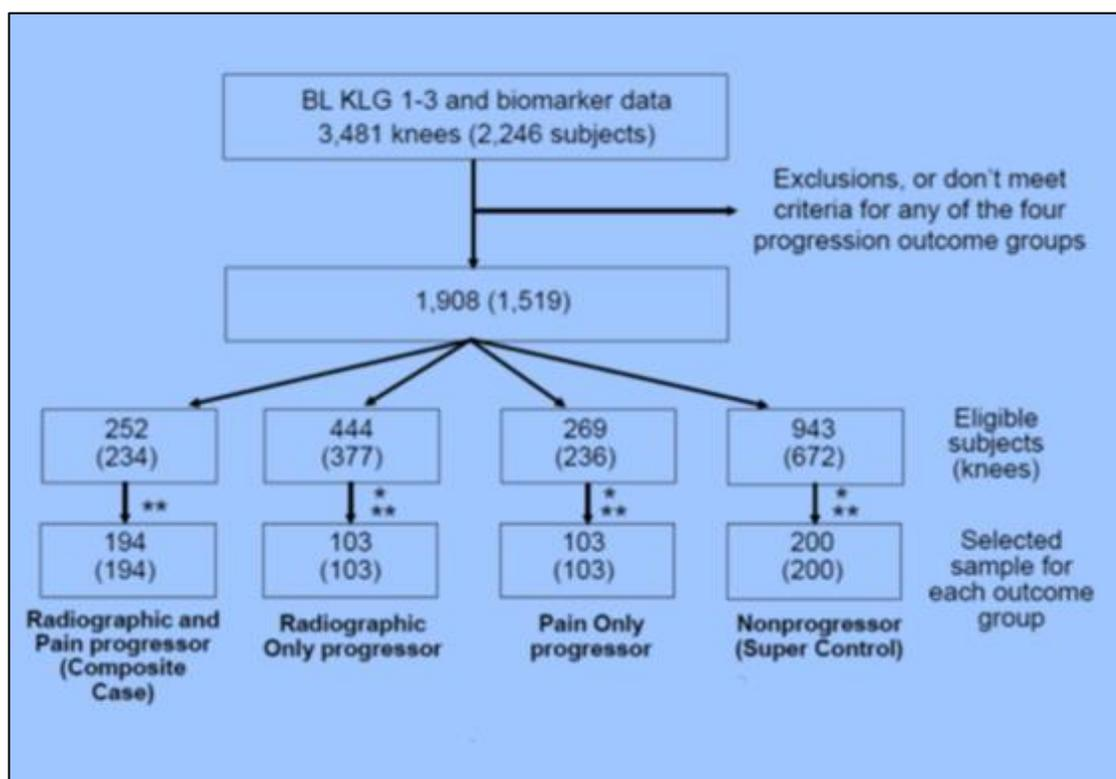 BL KLG 1-3 and biomarker data
3,481 knees (2,246 subjects)
Exclusions, or don't meet
criteria for any of the four
progression outcome groups
1,908 (1,519)
252
(234)
444
(377)
269
(236)
943
(672)
Eligible
subjects
(knees)
**
*
**
*
**
*
**
194
(194)
103
(103)
103
(103)
200
(200)
Selected
sample for
each outcome
group
Radiographic and
Pain progressor
(Composite
Case)
Radiographic
Only progressor
Pain Only
progressor
Nonprogressor
(Super Control)